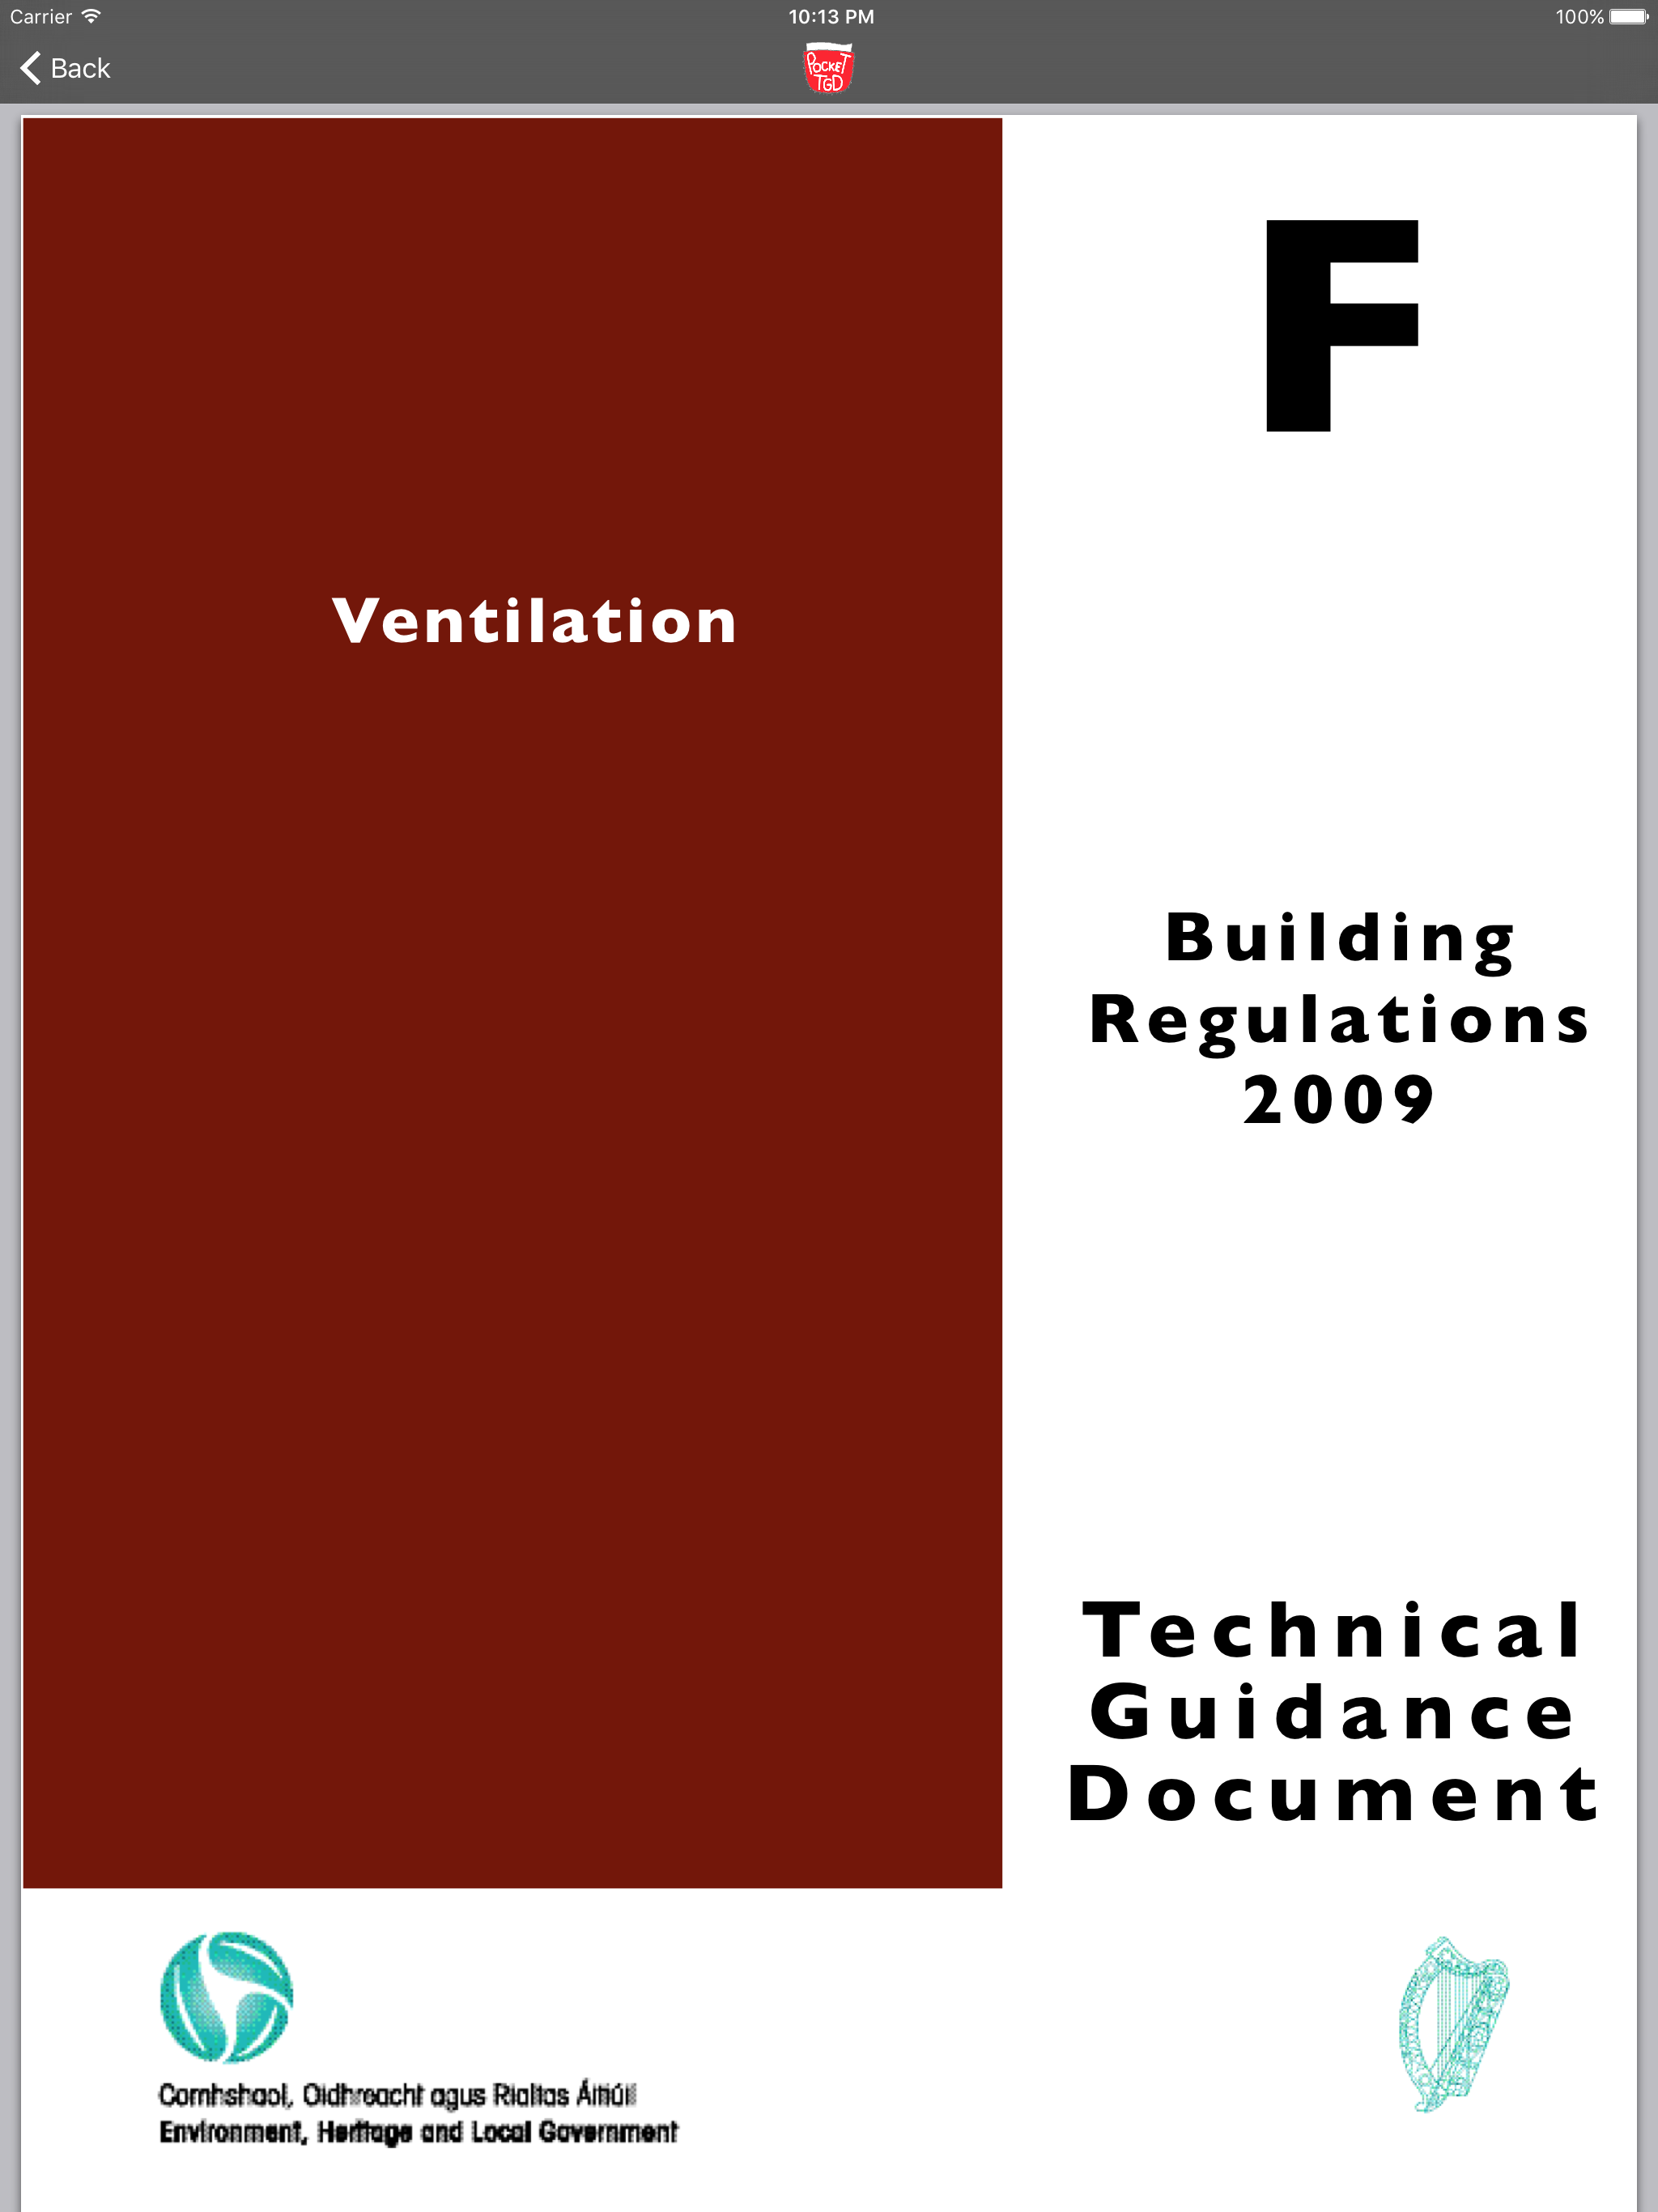 Carrier
10:13 PM
100%
Back
POCKET
TGD
F
Ventilation
Building
Regulations
2009
Technical
Guidance
Document
Comhshaol, Oidhreacht agus Rialtas Áitiúil
Environment, Heritage and Local Government